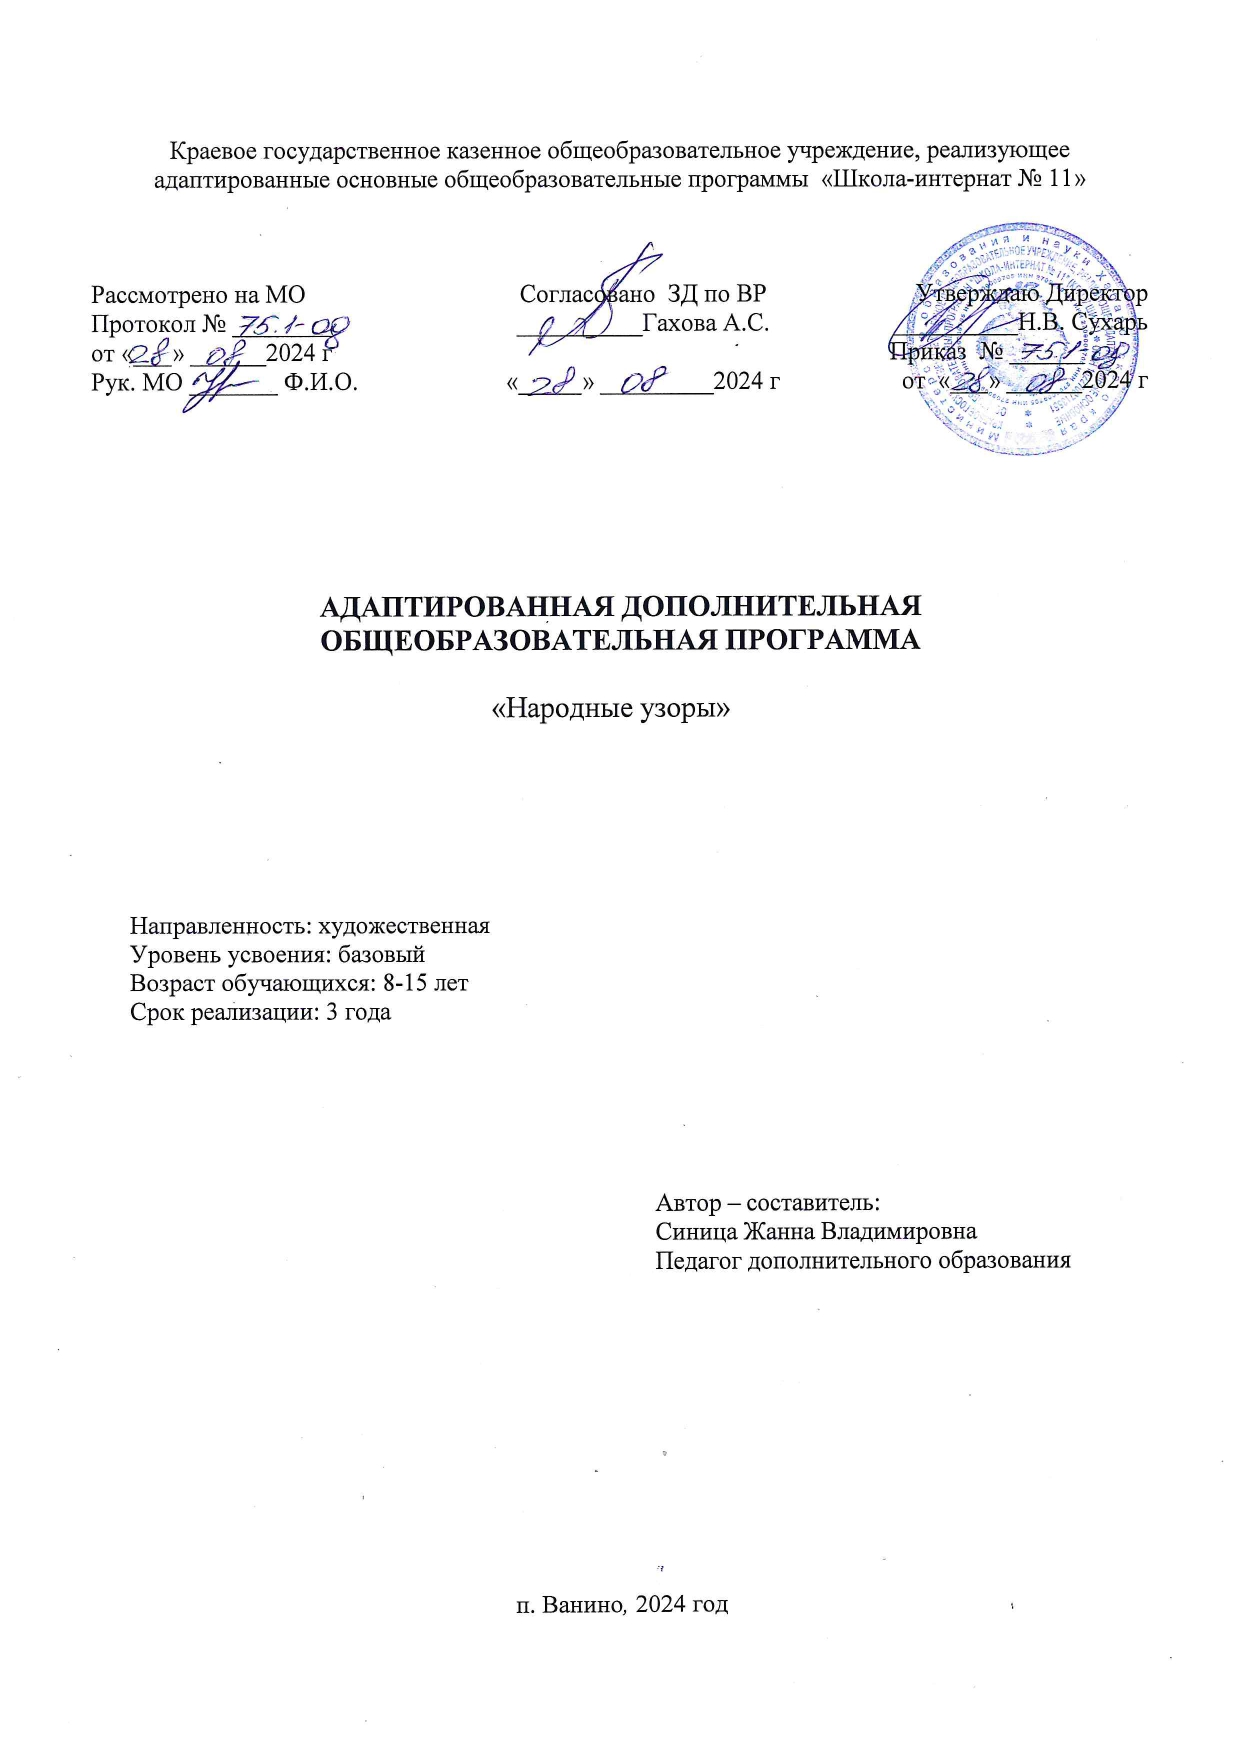 Краевое государственное казенное общеобразовательное учреждение, реализующее
адаптированные основные общеобразовательные программы «Школа-интернат № 11»
Рассмотрено на МО
Протокол № 75.1-09
от «28» 08 2024 г
Рук. МО Ф.И.О.
Согласовано ЗД по ВР
Гахова А.С.
«28» 08 2024 г
Утверждаю Директор
Н.В. Сухарь
Приказ № 75.1-09
от «28» 08 2024 г
АДАПТИРОВАННАЯ ДОПОЛНИТЕЛЬНАЯ
ОБЩЕОБРАЗОВАТЕЛЬНАЯ ПРОГРАММА
«Народные узоры»
Направленность: художественная
Уровень усвоения: базовый
Возраст обучающихся: 8-15 лет
Срок реализации: 3 года
Автор – составитель:
Синица Жанна Владимировна
Педагог дополнительного образования
п. Ванино, 2024 год